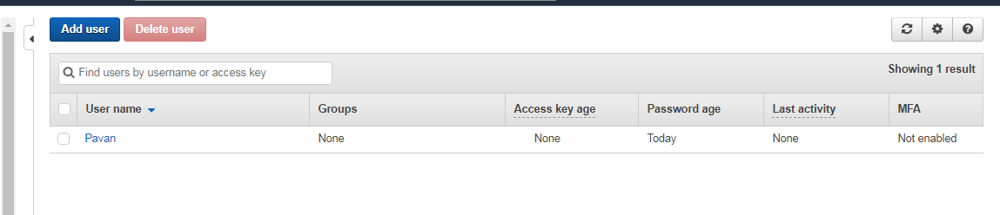 Add user Delete user
Find users by username or access key Showing 1 result
User name Groups Access key age Password age Last activity MFA
Pavan None None Today None Not enabled